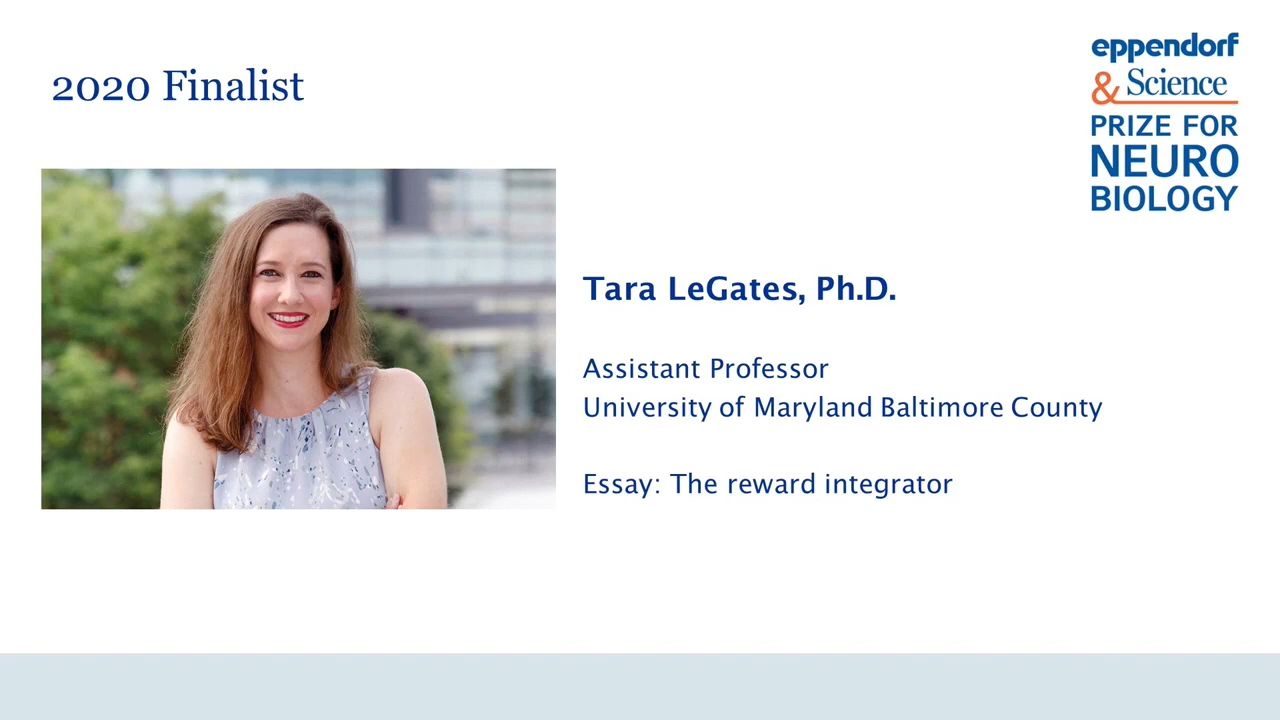 2020 Finalist
eppendorf
& Science
PRIZE FOR
NEURO
BIOLOGY
Tara LeGates, Ph.D.
Assistant Professor
University of Maryland Baltimore County
Essay: The reward integrator